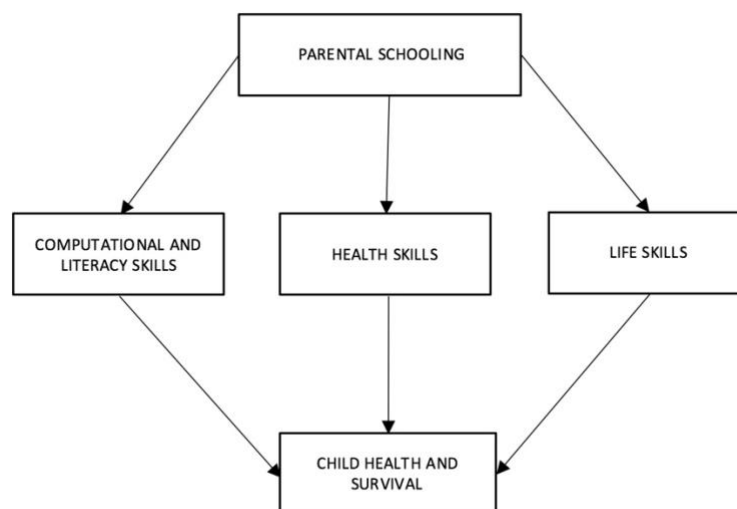 PARENTAL SCHOOLING
COMPUTATIONAL AND
LITERACY SKILLS
HEALTH SKILLS
LIFE SKILLS
CHILD HEALTH AND
SURVIVAL